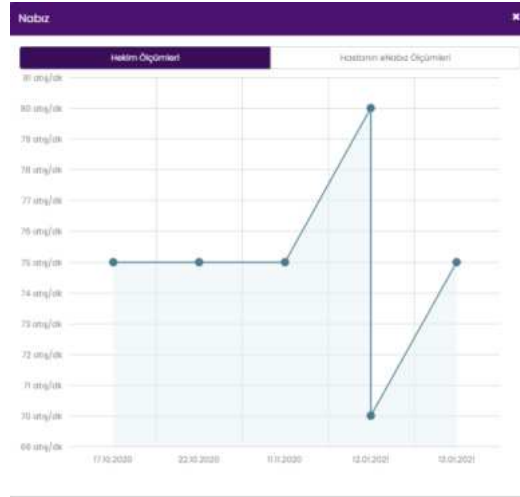 Nabız
Hekim Ölçümleri
Hastanın eNabız Ölçümleri
81 atış/dk
80 atış/dk
79 atış/dk
78 atış/dk
77 atış/dk
76 atış/dk
75 atış/dk
74 atış/dk
73 atış/dk
72 atış/dk
71 atış/dk
70 atış/dk
69 atış/dk
17.10.2020
22.10.2020
11.11.2020
12.01.2021
13.01.2021